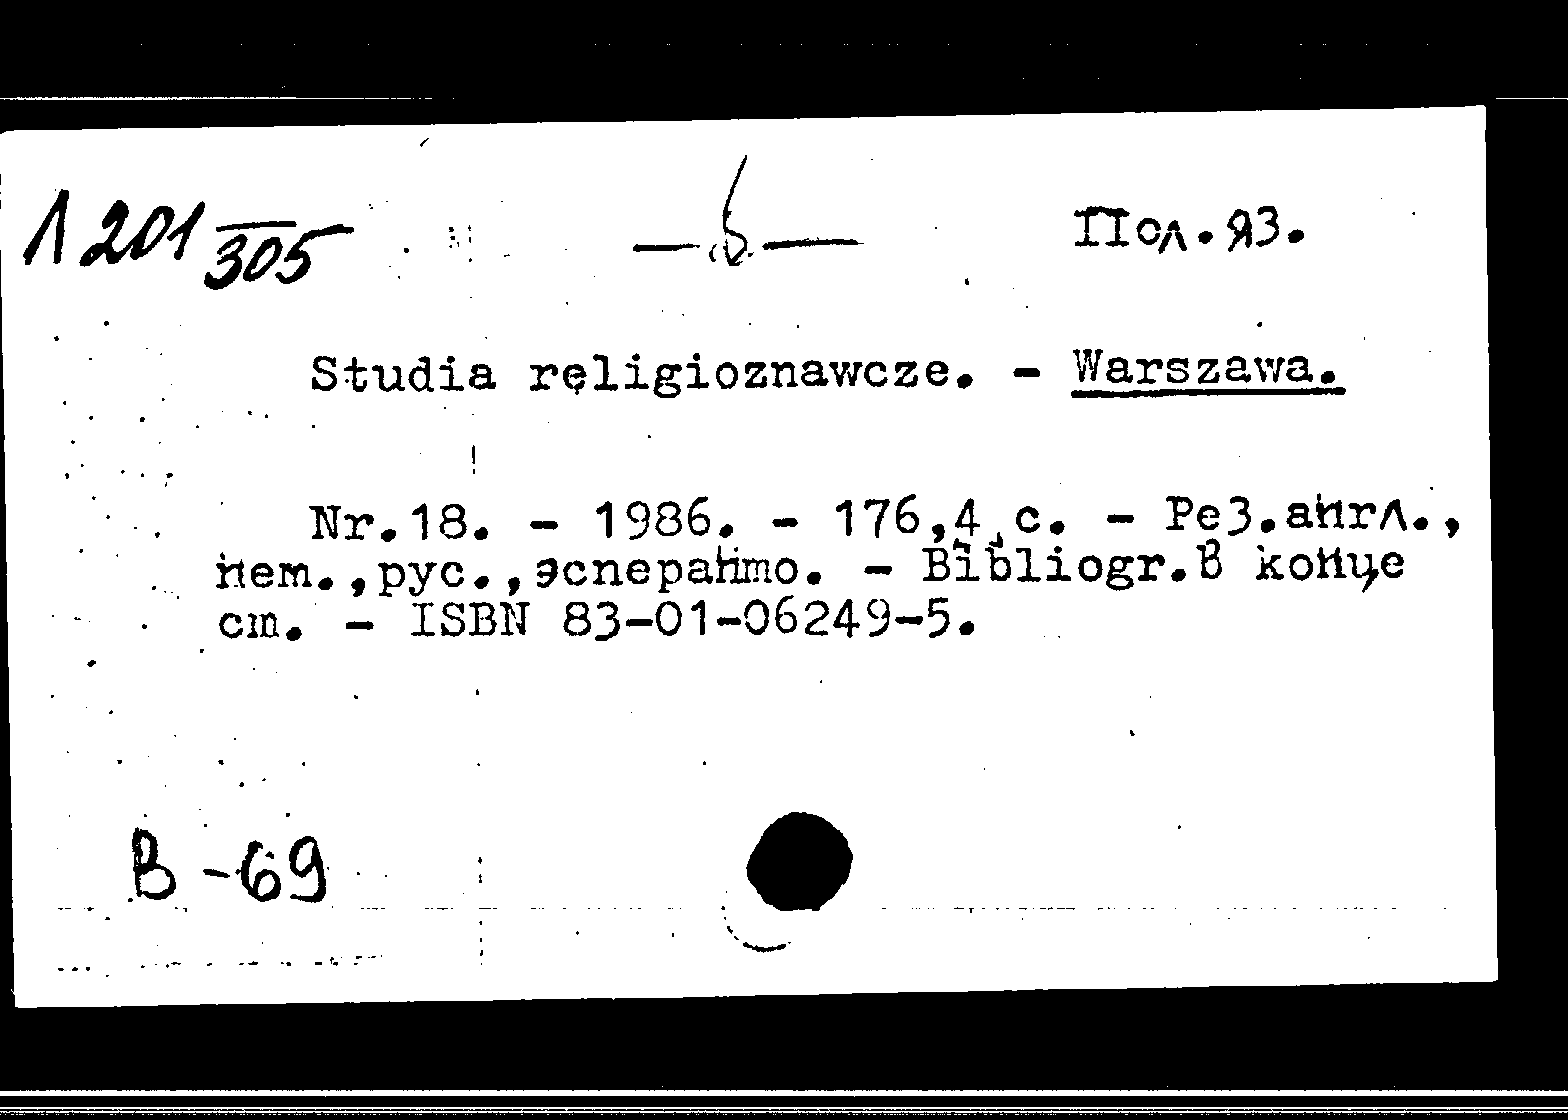 Л201/305 — б — Пол.яз.
Studia religioznawcze. - Warszawa.
Nr.18. - 1986. - 176,4 с. - Рез.англ.,
нем.,рус.,эсперанто. - Bibliogr.в конце
ст. - ISBN 83-01-06249-5.
В-69